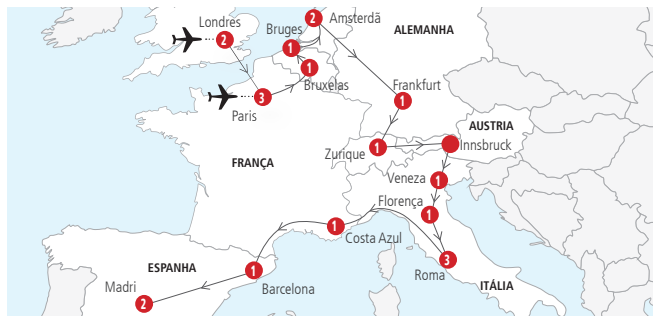 Londres
2
Bruges
1
2
Amsterdã
ALEMANHA
1
Bruxelas
3
Paris
Frankfurt
1
AUSTRIA
Zurique
1
Innsbruck
FRANÇA
Veneza
1
Florença
1
1
Costa Azul
3
Roma
ITÁLIA
ESPANHA
1
Barcelona
Madri
2